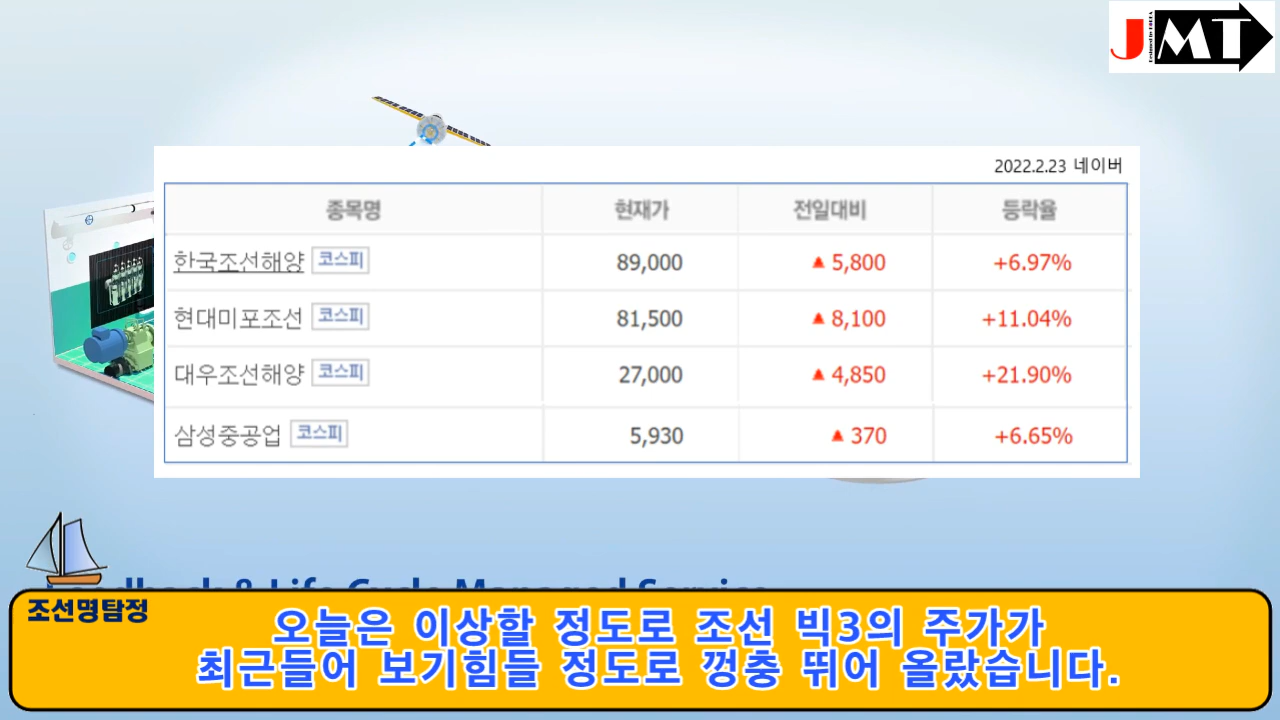 JMT
2022.2.23 네이버
종목명 현재가 전일대비 등락율
한국조선해양 코스피 89,000 ▲ 5,800 +6.97%
현대미포조선 코스피 81,500 ▲ 8,100 +11.04%
대우조선해양 코스피 27,000 ▲ 4,850 +21.90%
삼성중공업 코스피 5,930 ▲ 370 +6.65%
& Life Cycle Managed Service
조선명탐정
오늘은 이상할 정도로 조선 빅3의 주가가
최근들어 보기힘들 정도로 껑충 뛰어 올랐습니다.